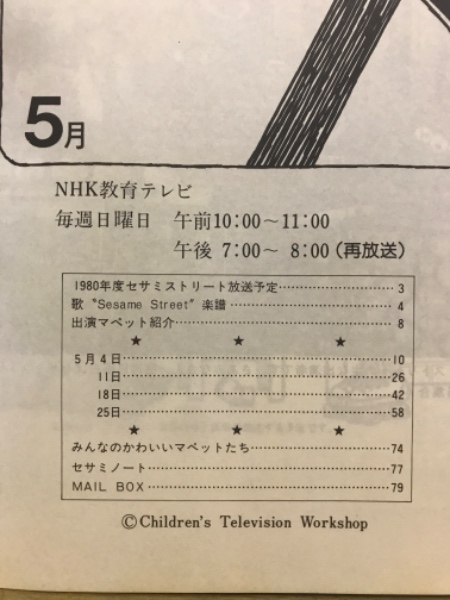 5月
NHK教育テレビ
毎週日曜日 午前10:00〜11:00
午後 7:00〜 8:00(再放送)
1980年度セサミストリート放送予定……………………3
歌 “Sesame Street” 楽譜……………………4
出演マペット紹介……………………8
★ ★ ★
5月4日……………………10
11日……………………26
18日……………………42
25日……………………58
★ ★ ★
みんなのかわいいマペットたち……………………74
セサミノート……………………77
MAIL BOX……………………79
©Children's Television Workshop